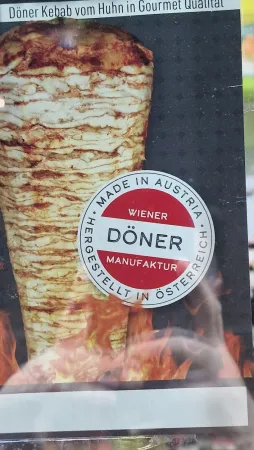 Döner Kebab vom Huhn in Gourmet Qualität
MADE IN AUSTRIA
WIENER
DÖNER
MANUFAKTUR
HERGESTELLT IN ÖSTERREICH